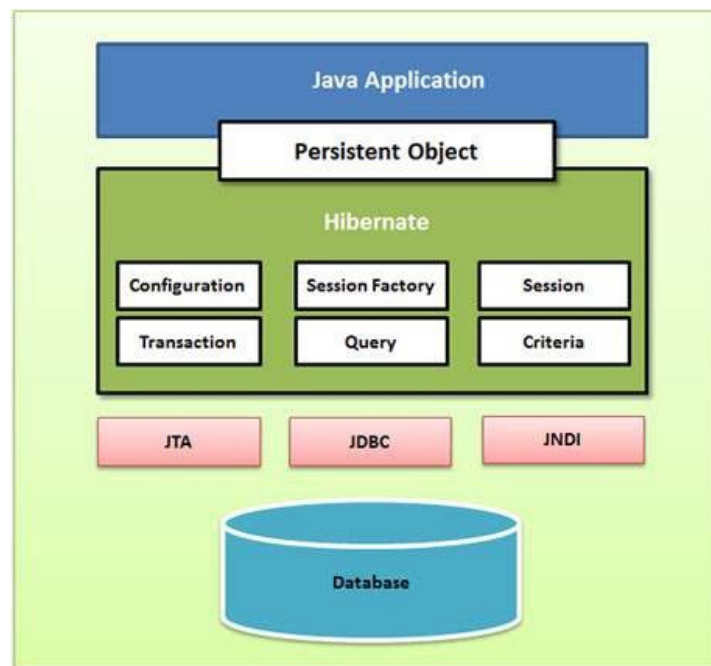 Java Application
Persistent Object
Hibernate
Configuration
Session Factory
Session
Transaction
Query
Criteria
JTA
JDBC
JNDI
Database